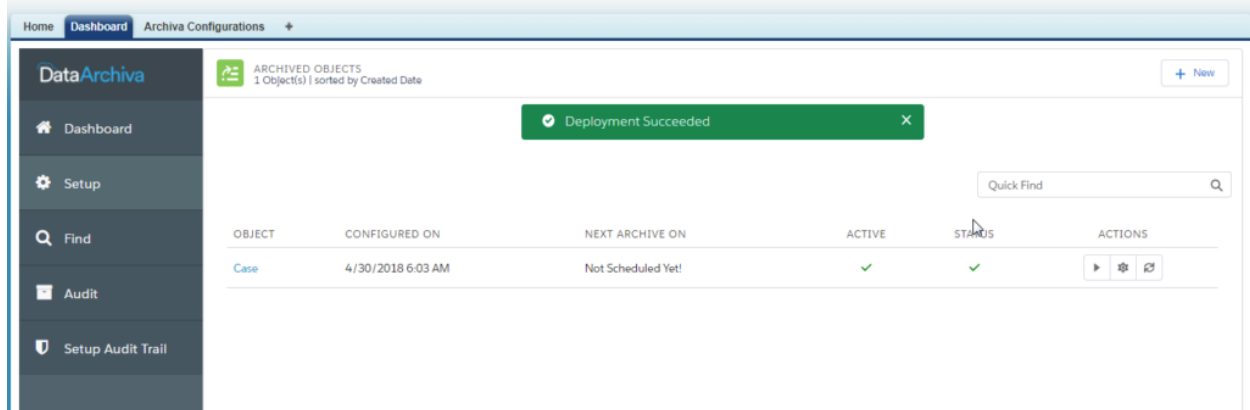 Home Dashboard Archiva Configurations +
DataArchiva
ARCHIVED OBJECTS
1 Object(s) | sorted by Created Date
+ New
Deployment Succeeded
Dashboard
Setup
Quick Find
Find
OBJECT CONFIGURED ON NEXT ARCHIVE ON ACTIVE STATUS ACTIONS
Case 4/30/2018 6:03 AM Not Scheduled Yet!
Audit
Setup Audit Trail